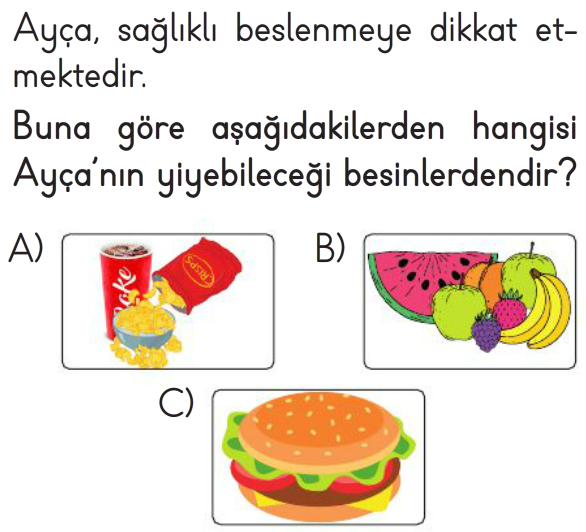 Ayça, sağlıklı beslenmeye dikkat et-
mektedir.
Buna göre aşağıdakilerden hangisi
Ayça'nın yiyebileceği besinlerdendir?
A)
B)
C)